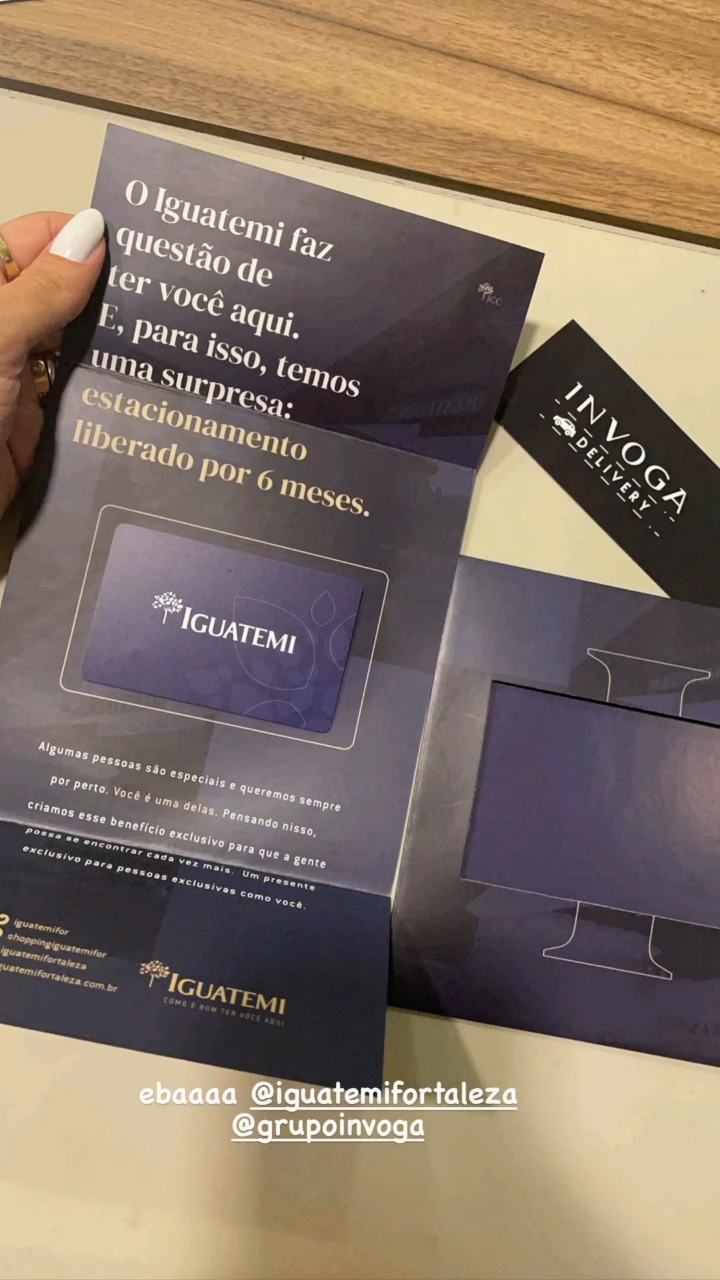 O Iguatemi faz
questão de
ter você aqui.
E, para isso, temos
uma surpresa:
estacionamento
liberado por 6 meses.
JCC
IGUATEMI
Algumas pessoas são especiais e queremos sempre
por perto. Você é uma delas. Pensando nisso,
criamos esse benefício exclusivo para que a gente
possa se encontrar cada vez mais. Um presente
exclusivo para pessoas exclusivas como você.
iguatemifor
shoppingiguatemifor
iguatemifortaleza
guatemifortaleza.com.br
IGUATEMI
COMO É BOM TER VOCÊ AQUI
INVOGA
DELIVERY
ebaaaa @iguatemifortaleza
@grupoinvoga